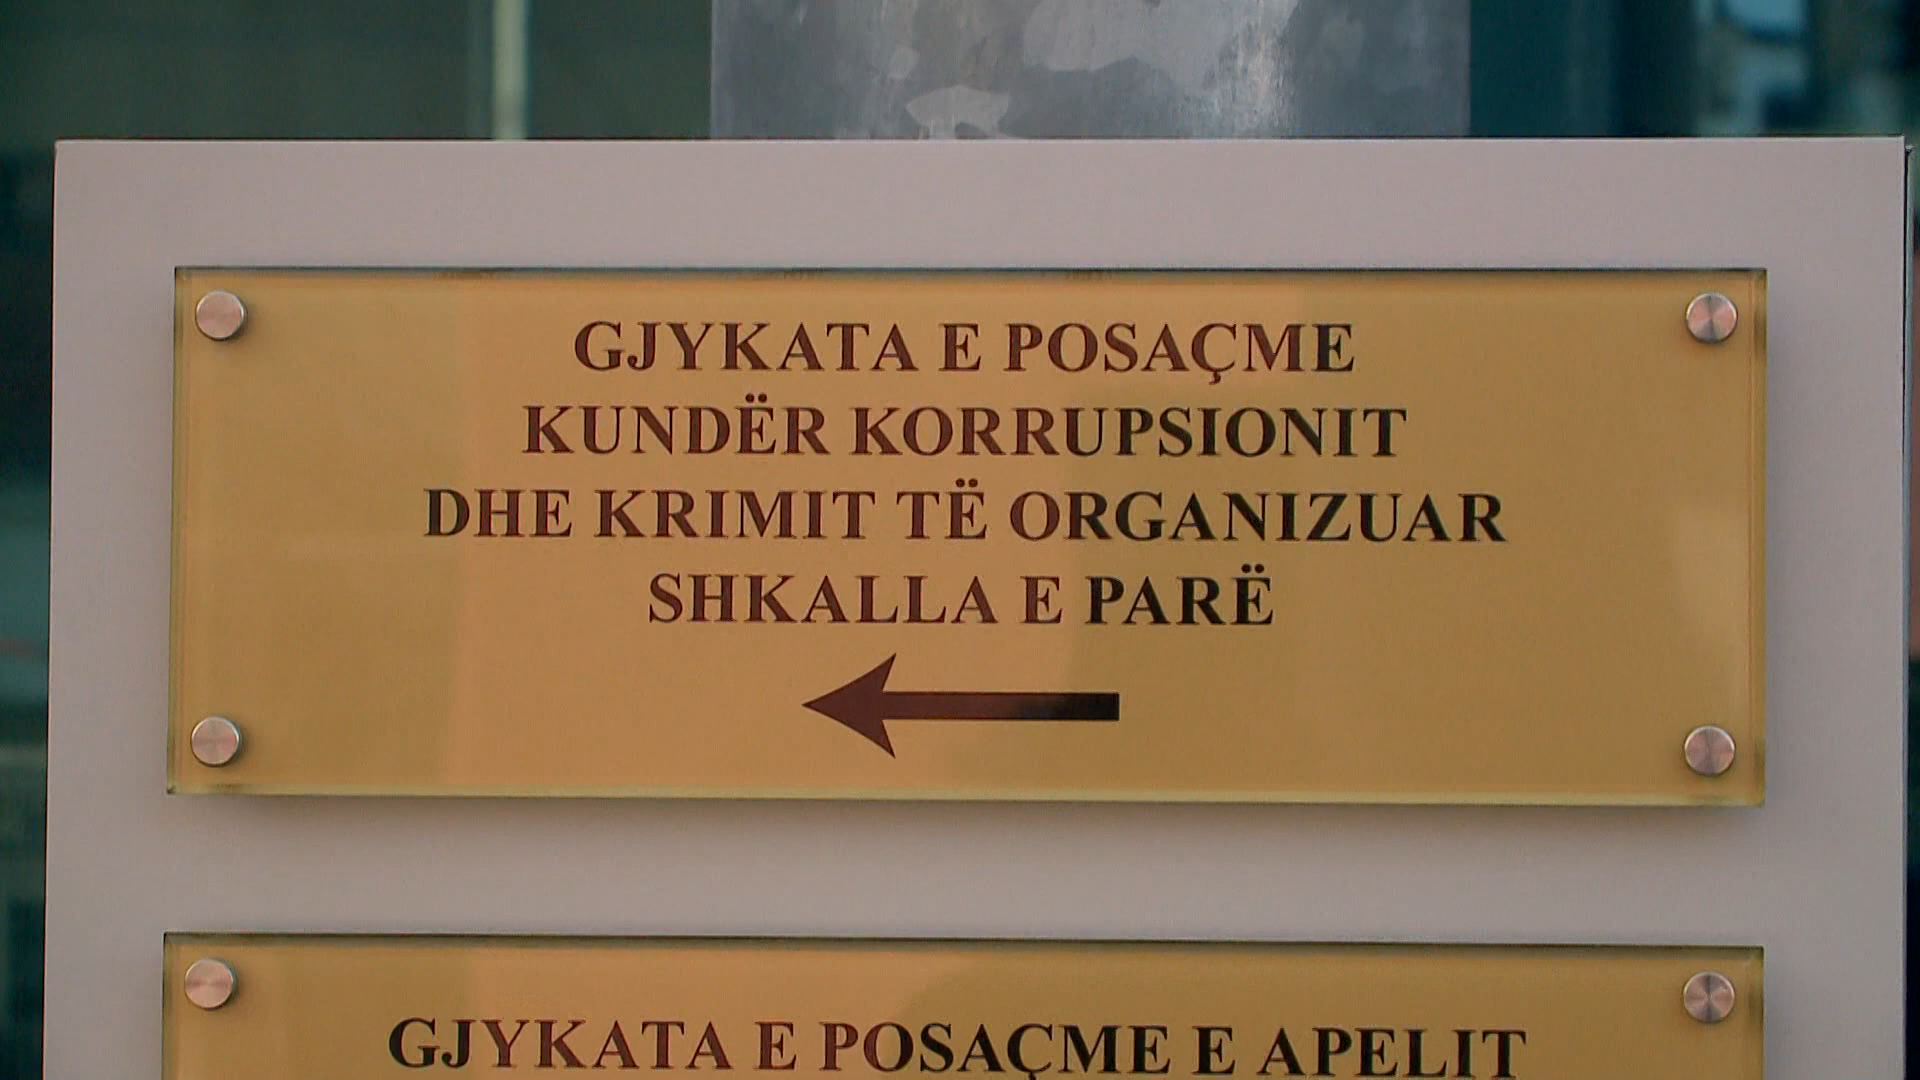 GJYKATA E POSAÇME
KUNDËR KORRUPSIONIT
DHE KRIMIT TË ORGANIZUAR
SHKALLA E PARË
GJYKATA E POSAÇME E APELIT